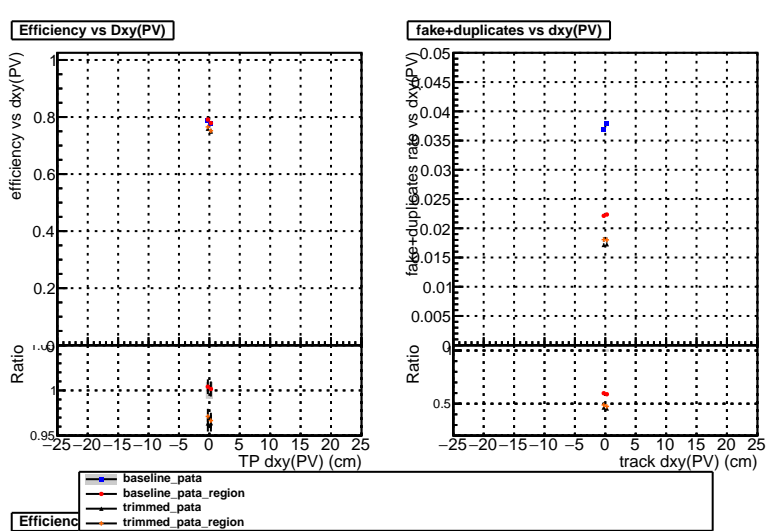 Efficiency vs Dxy(PV)
efficiency vs dxy(PV)
1
0.8
0.6
0.4
0.2
0
Ratio
1
0.95
−25 −20 −15 −10 −5 0 5 10 15 20 25
TP dxy(PV) (cm)
fake+duplicates vs dxy(PV)
fake+duplicates rate vs dxy(PV)
0.05
0.045
0.04
0.035
0.03
0.025
0.02
0.015
0.01
0.005
0
Ratio
1
0.5
−25 −20 −15 −10 −5 0 5 10 15 20 25
track dxy(PV) (cm)
baseline_pata
baseline_pata_region
trimmed_pata
trimmed_pata_region
Efficienc